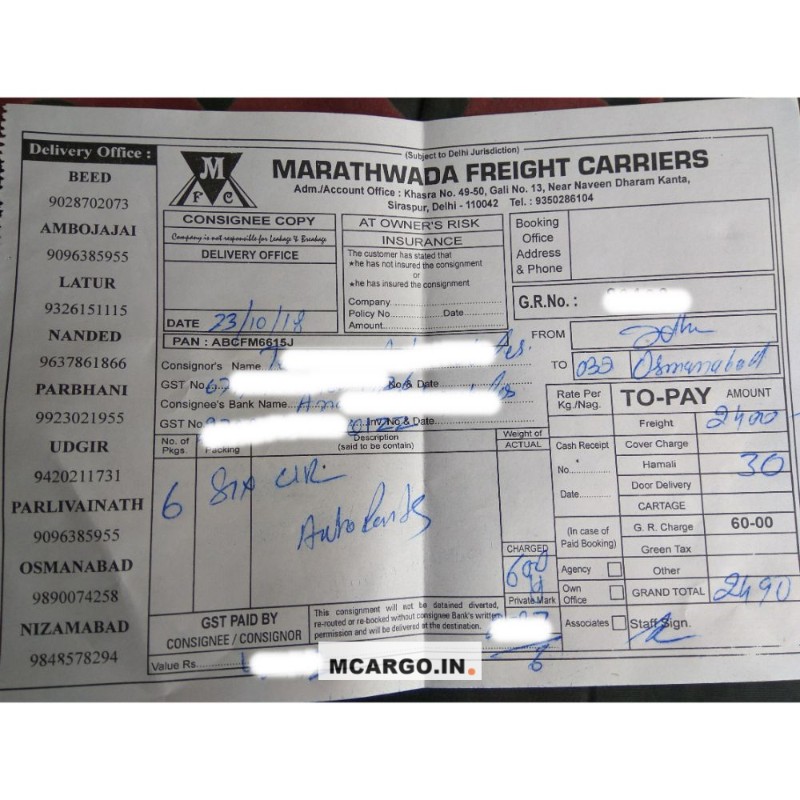 Delivery Office :
BEED
9028702073
AMBOJAJAI
9096385955
LATUR
9326151115
NANDED
9637861866
PARBHANI
9923021955
UDGIR
9420211731
PARLIVAINATH
9096385955
OSMANABAD
9890074258
NIZAMABAD
9848578294
M
F C
(Subject to Delhi Jurisdiction)
MARATHWADA FREIGHT CARRIERS
Adm./Account Office : Khasra No. 49-50, Gali No. 13, Near Naveen Dharam Kanta,
Siraspur, Delhi - 110042 Tel. : 9350286104
CONSIGNEE COPY
Company is not responsible for Leakage & Breakage
DELIVERY OFFICE
DATE 23/10/18
AT OWNER'S RISK
INSURANCE
The customer has stated that
*he has not insured the consignment
or
*he has insured the consignment
Company
Policy No. Date
Amount
Booking
Office
Address
& Phone
G.R.No. :
PAN : ABCFM6615J
FROM Delhi
TO Osmanabad
Consignor's Name
GST No No & Date
Consignee's Bank Name
GST No Inv. No & Date
No. of Pkgs.
Packing
Description
(said to be contain)
Weight of
ACTUAL
6 Six
Auto Parts
CHARGED
600
Private Mark
6
Rate Per
Kg./Nag.
TO-PAY AMOUNT
Cash Receipt
No.
Date
(In case of
Paid Booking)
Agency
Own
Office
Associates
Freight 2400
Cover Charge
Hamali 30
Door Delivery
CARTAGE
G. R. Charge 60-00
Green Tax
Other
GRAND TOTAL 2490
Staff Sign.
GST PAID BY
CONSIGNEE / CONSIGNOR
This consignment will not be detained diverted,
re-routed or re-booked without consignee Bank's written
permission and will be delivered at the destination.
Value Rs.
MCARGO.IN.